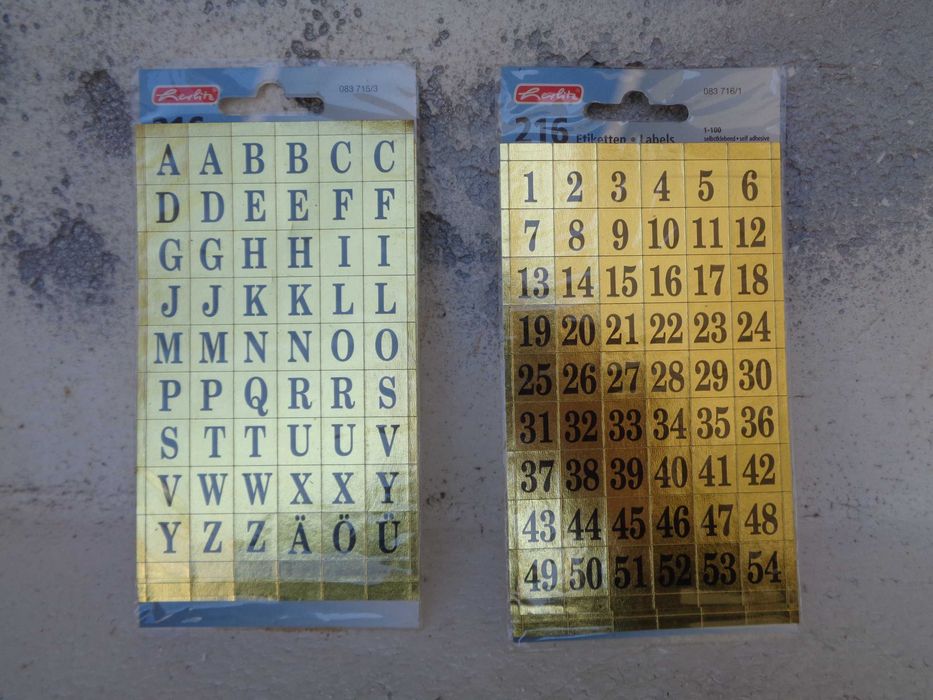 Herlitz
083 715/3
A A B B C C
D D E E F F
G G H H I I
J J K K L L
M M N N O O
P P Q R R S
S T T U U V
V W W X X Y
Y Z Z Ä Ö Ü
Herlitz
083 716/1
216 Etiketten • Labels
1-100
selbstklebend • self adhesive
1 2 3 4 5 6
7 8 9 10 11 12
13 14 15 16 17 18
19 20 21 22 23 24
25 26 27 28 29 30
31 32 33 34 35 36
37 38 39 40 41 42
43 44 45 46 47 48
49 50 51 52 53 54